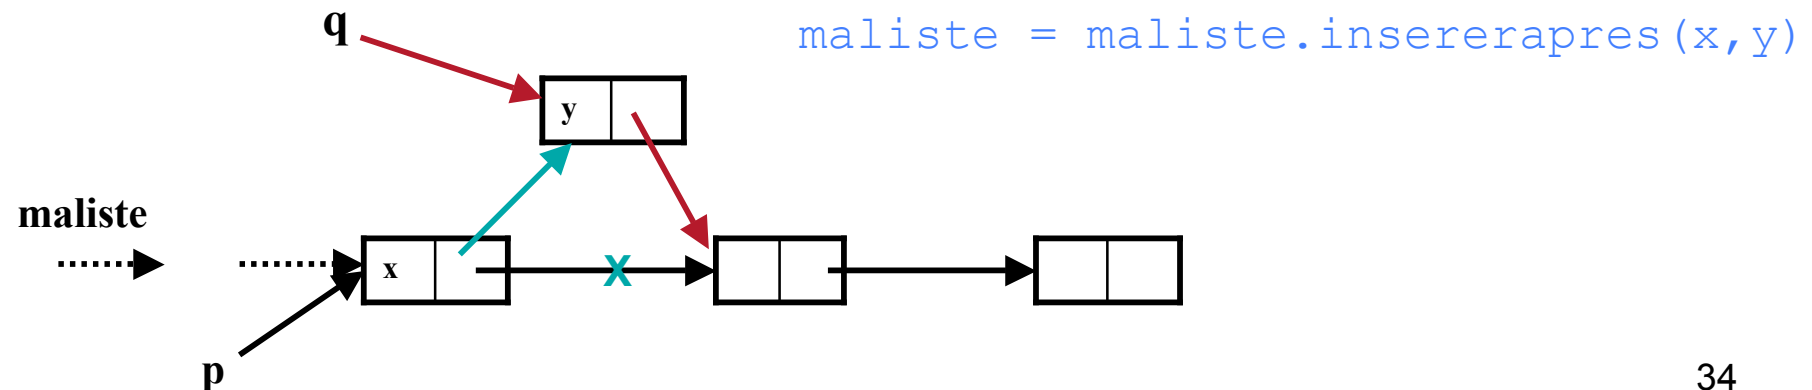 q
maliste = maliste.insererapres(x,y)
y
maliste
x
X
p
34